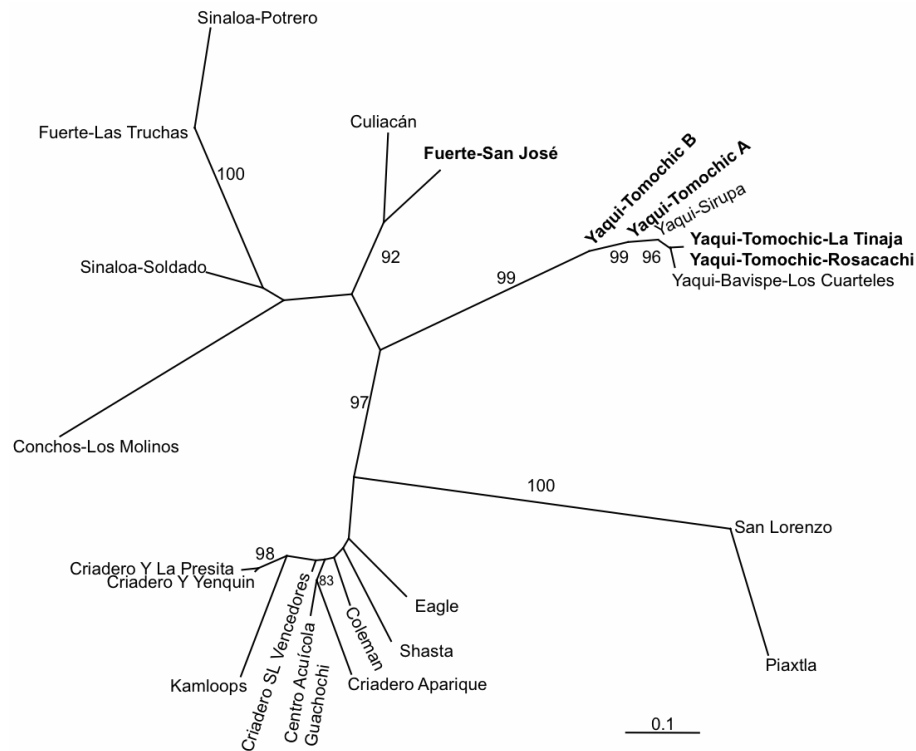 Sinaloa-Potrero
Culiacán
Fuerte-Las Truchas
Fuerte-San José
Yaqui-Tomochic B
Yaqui-Tomochic A
Yaqui-Sirupa
100
Yaqui-Tomochic-La Tinaja
92
99
96
Yaqui-Tomochic-Rosacachi
Sinaloa-Soldado
99
Yaqui-Bavispe-Los Cuarteles
97
Conchos-Los Molinos
100
San Lorenzo
98
Criadero Y La Presita
Criadero Y Yenquin
83
Eagle
Coleman
Shasta
Piaxtla
Kamloops
Criadero SL Vencedores
Centro Acuícola
Guachochi
Criadero Aparique
0.1